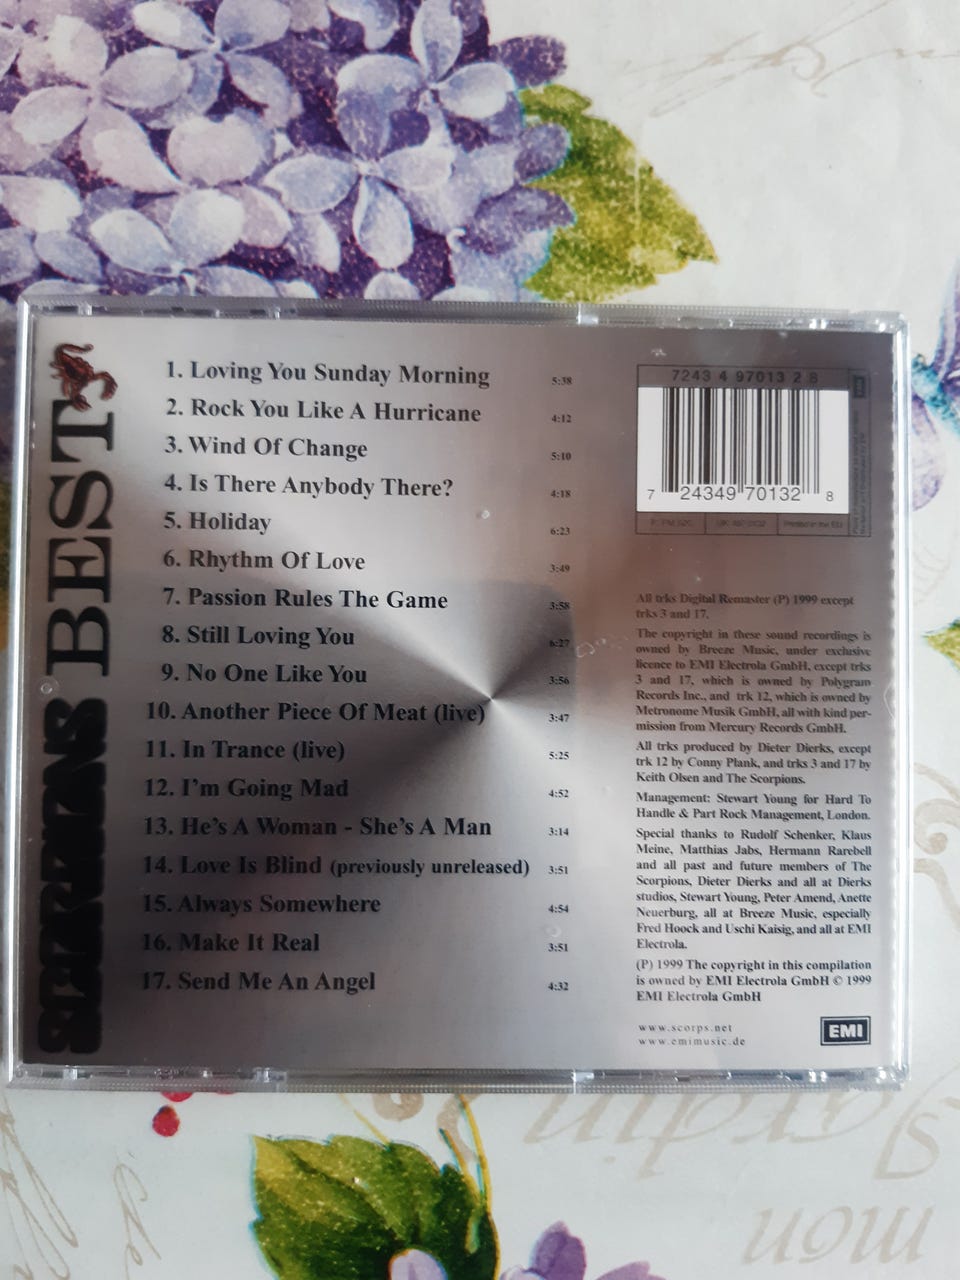 SCORPIONS BEST
1. Loving You Sunday Morning 5:38
2. Rock You Like A Hurricane 4:12
3. Wind Of Change 5:10
4. Is There Anybody There? 4:18
5. Holiday 6:23
6. Rhythm Of Love 3:49
7. Passion Rules The Game 3:58
8. Still Loving You 6:27
9. No One Like You 3:56
10. Another Piece Of Meat (live) 3:47
11. In Trance (live) 5:25
12. I'm Going Mad 4:52
13. He's A Woman - She's A Man 3:14
14. Love Is Blind (previously unreleased) 3:51
15. Always Somewhere 4:54
16. Make It Real 3:51
17. Send Me An Angel 4:32
7243 4 97013 2 8
7 24349 70132 8
Printed in the EU
All trks Digital Remaster (P) 1999 except
trks 3 and 17.
The copyright in these sound recordings is
owned by Breeze Music, under exclusive
licence to EMI Electrola GmbH, except trks
3 and 17, which is owned by Polygram
Records Inc., and trk 12, which is owned by
Metronome Musik GmbH, all with kind per-
mission from Mercury Records GmbH.
All trks produced by Dieter Dierks, except
trk 12 by Conny Plank, and trks 3 and 17 by
Keith Olsen and The Scorpions.
Management: Stewart Young for Hard To
Handle & Part Rock Management, London.
Special thanks to Rudolf Schenker, Klaus
Meine, Matthias Jabs, Hermann Rarebell
and all past and future members of The
Scorpions, Dieter Dierks and all at Dierks
studios, Stewart Young, Peter Amend, Anette
Neuerburg, all at Breeze Music, especially
Fred Hoock and Uschi Kaisig, and all at EMI
Electrola.
(P) 1999 The copyright in this compilation
is owned by EMI Electrola GmbH © 1999
EMI Electrola GmbH
www.scorps.net
www.emimusic.de
EMI
Jardin
mon